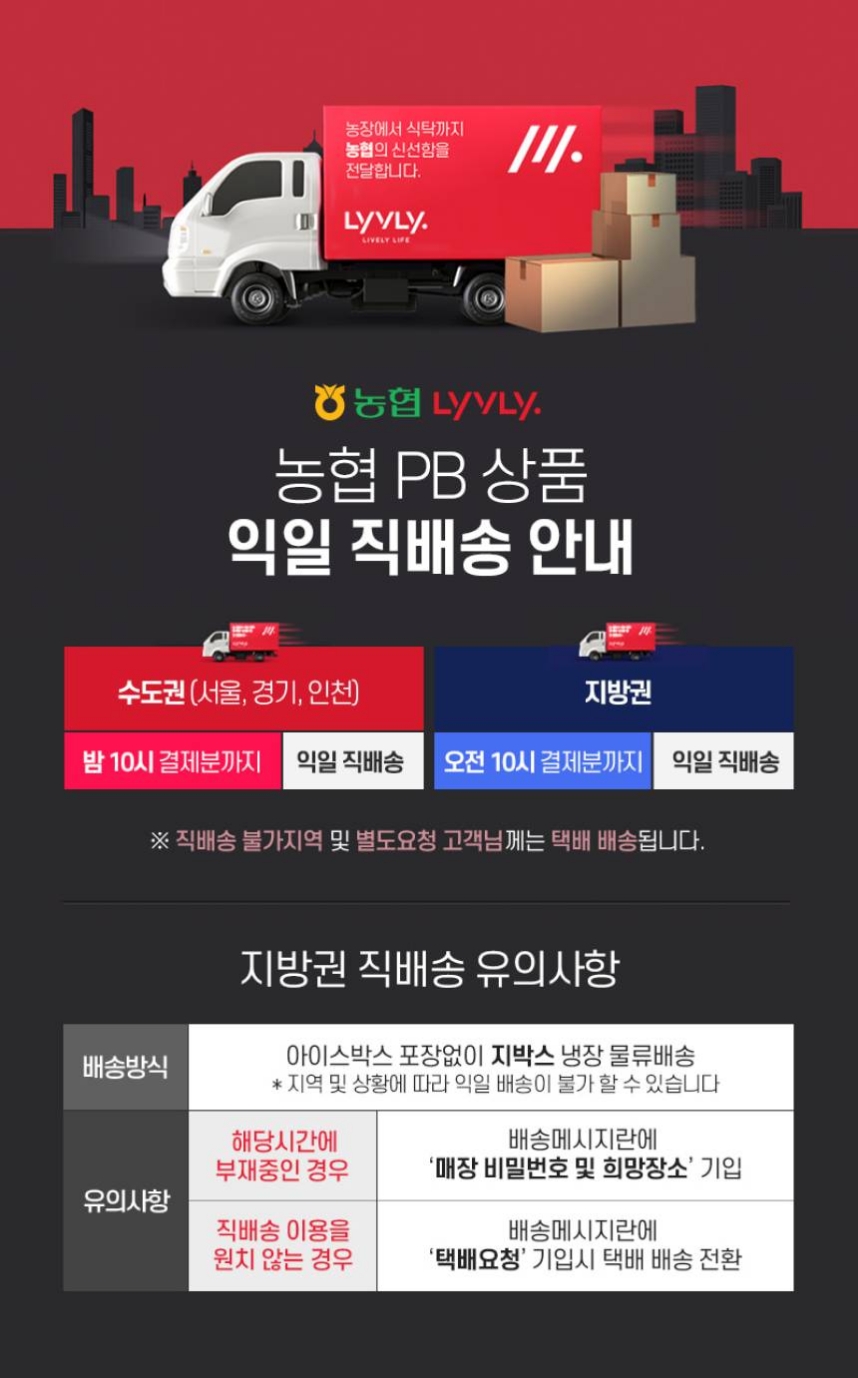 농장에서 식탁까지
농협의 신선함을
전달합니다.
LYVLY.
LIVELY LIFE
농협 LYVLY.
농협 PB 상품
익일 직배송 안내
수도권 (서울, 경기, 인천)
밤 10시 결제분까지
익일 직배송
지방권
오전 10시 결제분까지
익일 직배송
※ 직배송 불가지역 및 별도요청 고객님께는 택배 배송됩니다.
지방권 직배송 유의사항
배송방식
아이스박스 포장없이 지박스 냉장 물류배송
* 지역 및 상황에 따라 익일 배송이 불가 할 수 있습니다
유의사항
해당시간에
부재중인 경우
배송메시지란에
‘매장 비밀번호 및 희망장소’ 기입
직배송 이용을
원치 않는 경우
배송메시지란에
‘택배요청’ 기입시 택배 배송 전환